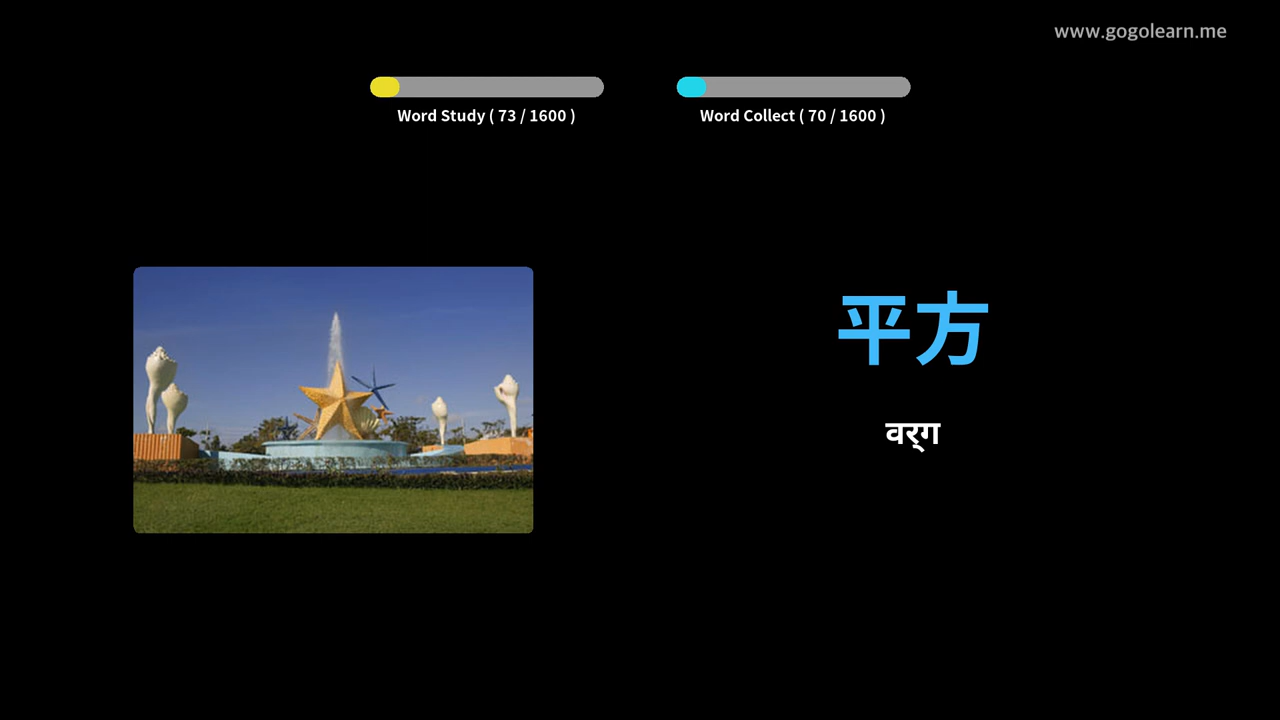 www.gogolearn.me
Word Study ( 73 / 1600 )
Word Collect ( 70 / 1600 )
平方
वर्‌ग